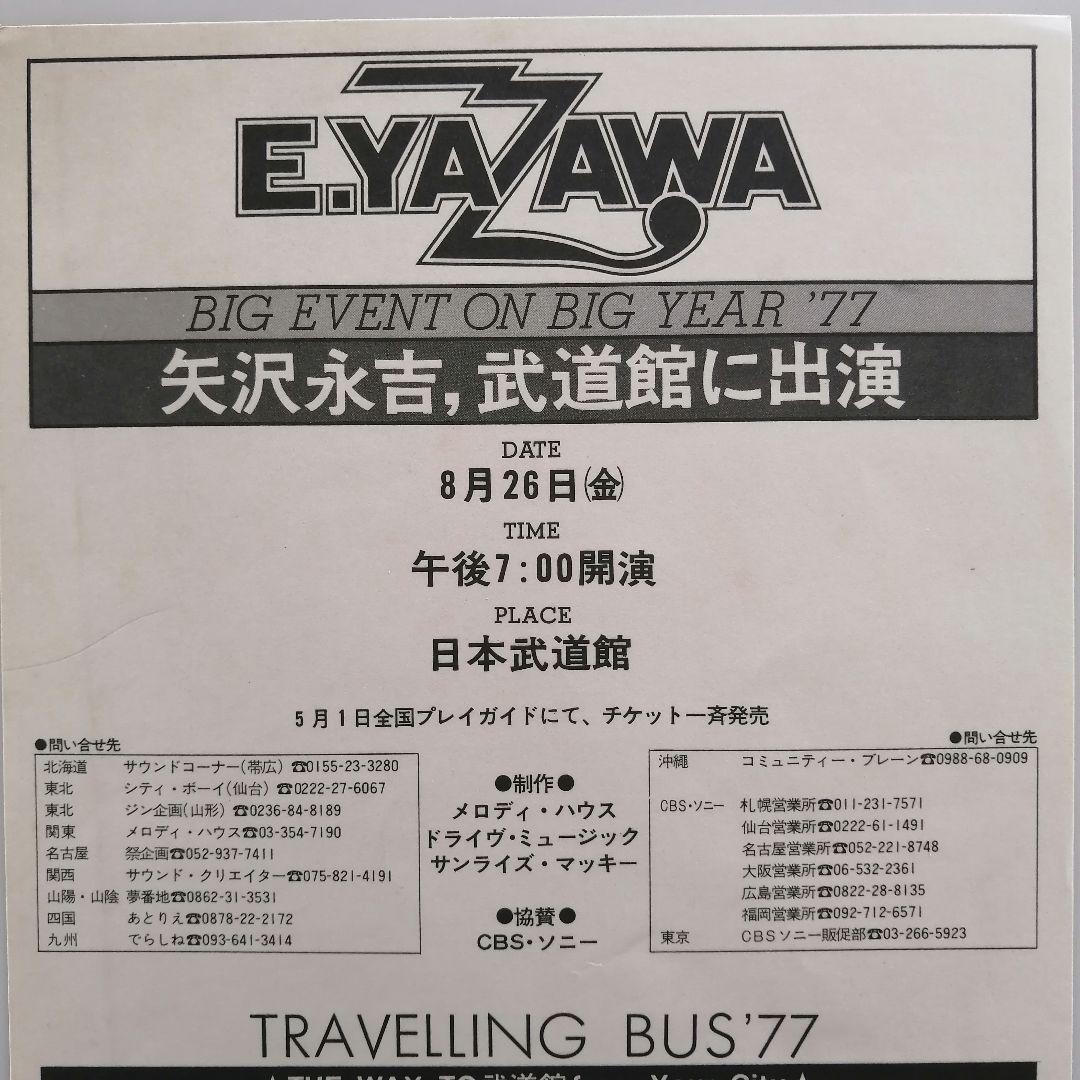 E.YAZAWA
BIG EVENT ON BIG YEAR '77
矢沢永吉,武道館に出演
DATE
8月26日(金)
TIME
午後7:00開演
PLACE
日本武道館
5月1日全国プレイガイドにて、チケット一斉発売
●問い合せ先
北海道 サウンドコーナー(帯広) ☎0155-23-3280
東北 シティ・ボーイ(仙台) ☎0222-27-6067
東北 ジン企画(山形) ☎0236-84-8189
関東 メロディ・ハウス☎03-354-7190
名古屋 祭企画☎052-937-7411
関西 サウンド・クリエイター☎075-821-4191
山陽・山陰 夢番地☎0862-31-3531
四国 あとりえ☎0878-22-2172
九州 でらしね☎093-641-3414
●制作●
メロディ・ハウス
ドライヴ・ミュージック
サンライズ・マッキー
●協賛●
CBS・ソニー
●問い合せ先
沖縄 コミュニティー・プレーン☎0988-68-0909
CBS・ソニー 札幌営業所☎011-231-7571
仙台営業所☎0222-61-1491
名古屋営業所☎052-221-8748
大阪営業所☎06-532-2361
広島営業所☎0822-28-8135
福岡営業所☎092-712-6571
東京 CBSソニー販促部☎03-266-5923
TRAVELLING BUS'77
THE WAY TO武道館